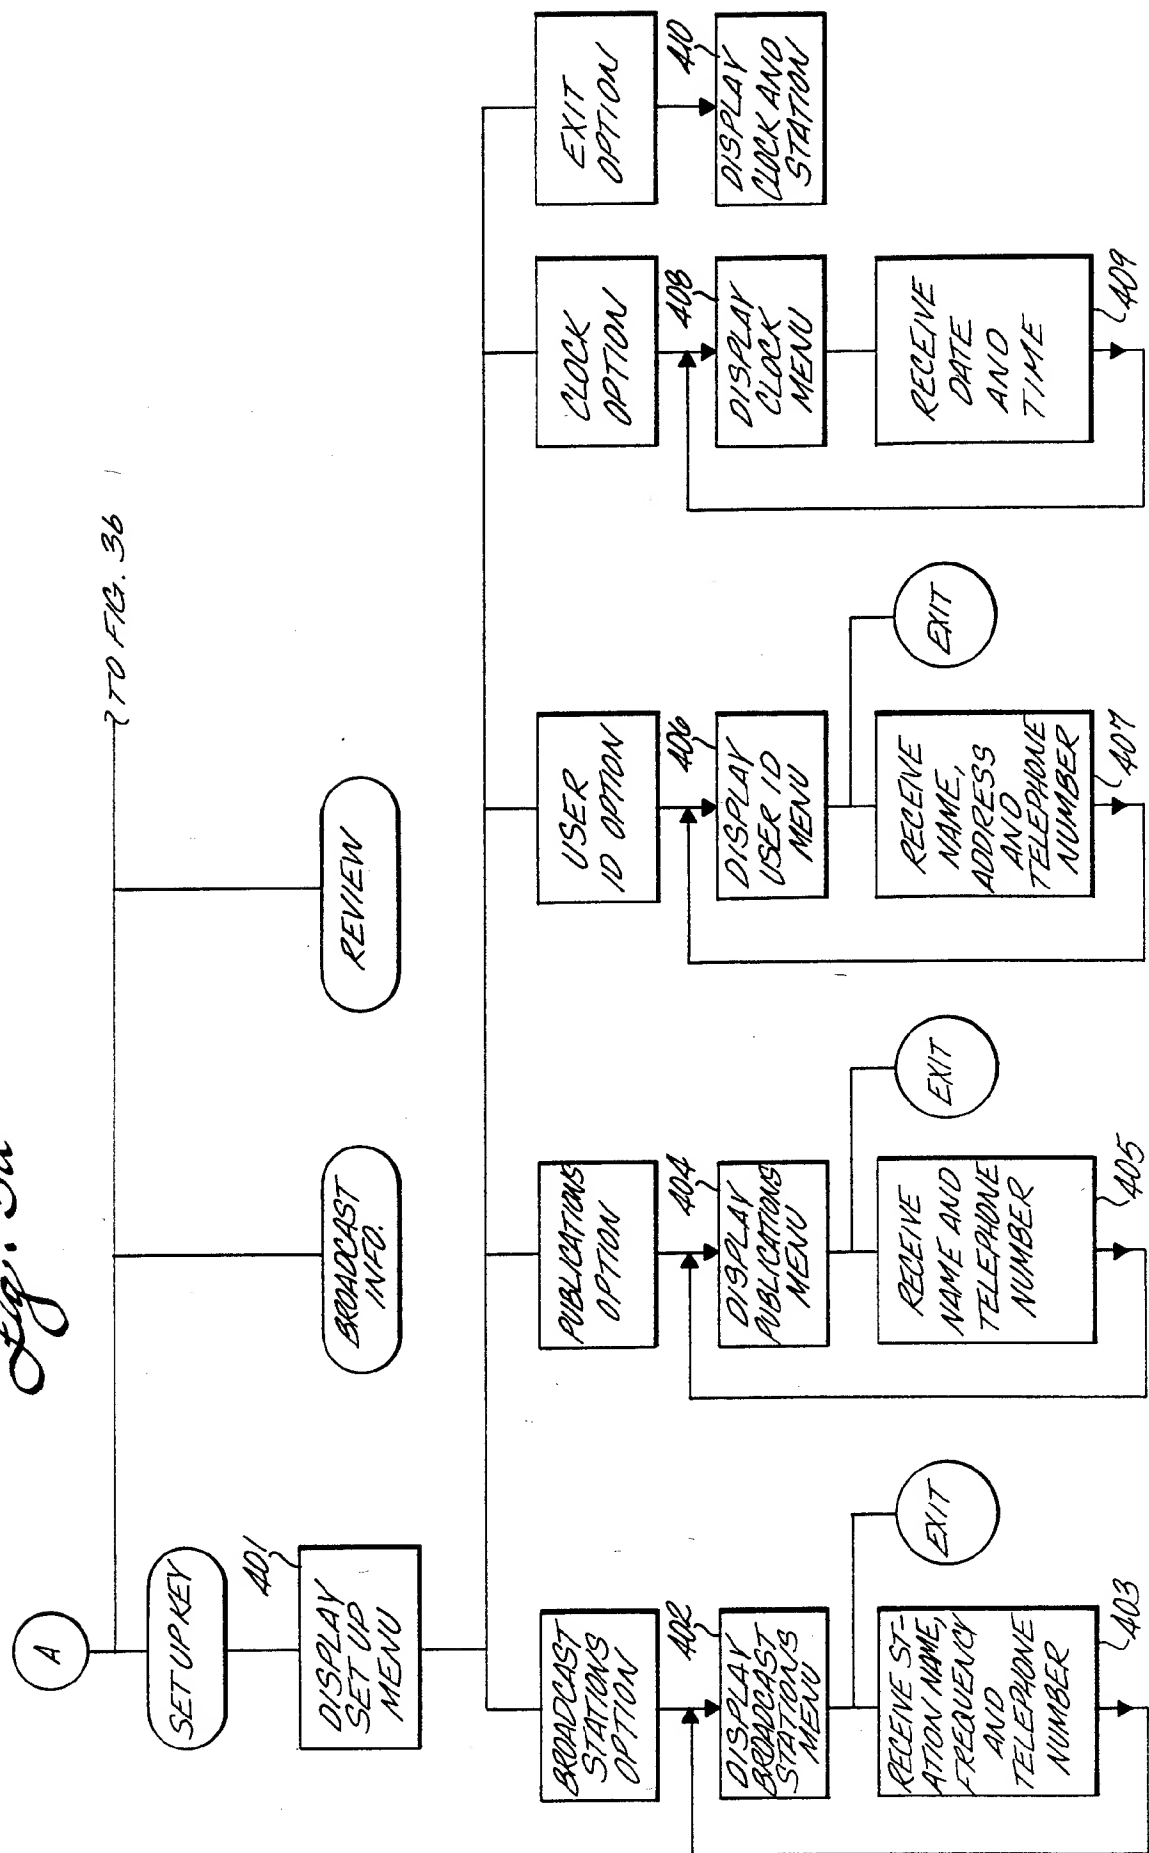 A
TO FIG. 3b
SET UP KEY
BROADCAST
INFO.
REVIEW
401
DISPLAY
SET UP
MENU
BROADCAST
STATIONS
OPTION
PUBLICATIONS
OPTION
USER
ID OPTION
CLOCK
OPTION
EXIT
OPTION
402
DISPLAY
BROADCAST
STATIONS
MENU
404
DISPLAY
PUBLICATIONS
MENU
406
DISPLAY
USER ID
MENU
408
DISPLAY
CLOCK
MENU
410
DISPLAY
CLOCK AND
STATION
EXIT
EXIT
EXIT
RECEIVE ST-
ATION NAME,
FREQUENCY
AND
TELEPHONE
NUMBER
403
RECEIVE
NAME AND
TELEPHONE
NUMBER
405
RECEIVE
NAME,
ADDRESS
AND
TELEPHONE
NUMBER
407
RECEIVE
DATE
AND
TIME
409